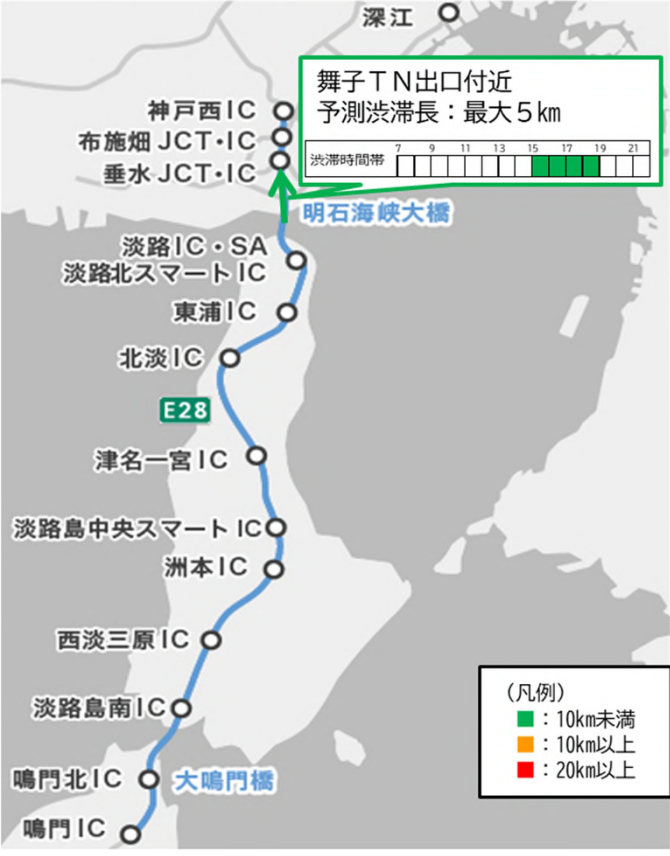 深江
舞子ＴＮ出口付近
予測渋滞長：最大５㎞
渋滞時間帯
7 9 11 13 15 17 19 21
神戸西IC
布施畑JCT・IC
垂水JCT・IC
明石海峡大橋
淡路IC・SA
淡路北スマートIC
東浦IC
北淡IC
E28
津名一宮IC
淡路島中央スマートIC
洲本IC
西淡三原IC
淡路島南IC
鳴門北IC
大鳴門橋
鳴門IC
（凡例）
：10㎞未満
：10㎞以上
：20㎞以上